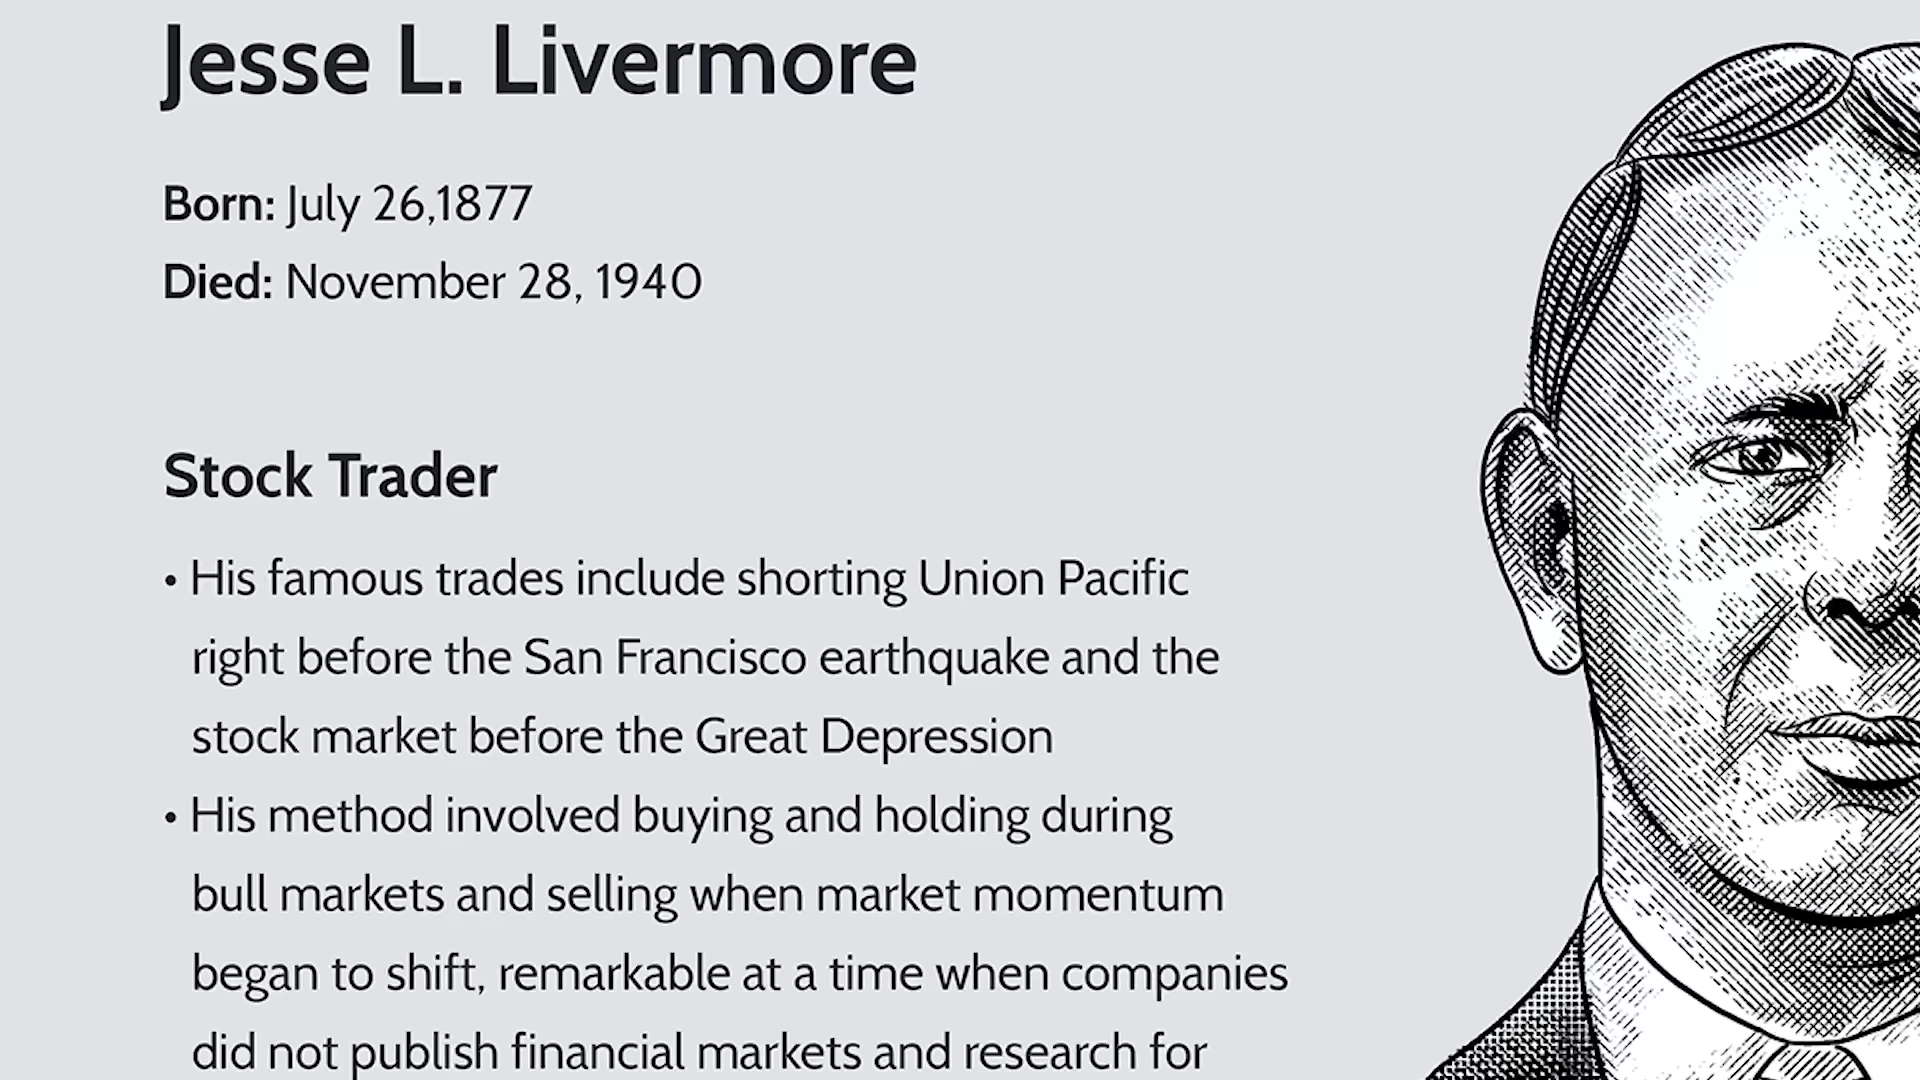 Jesse L. Livermore
Born: July 26,1877
Died: November 28, 1940
Stock Trader
• His famous trades include shorting Union Pacific
right before the San Francisco earthquake and the
stock market before the Great Depression
• His method involved buying and holding during
bull markets and selling when market momentum
began to shift, remarkable at a time when companies
did not publish financial markets and research for